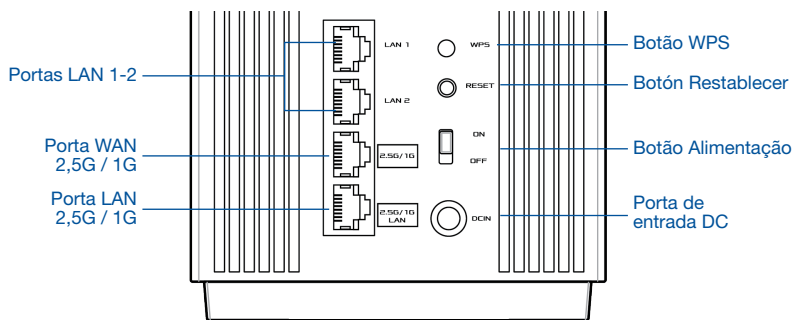 Portas LAN 1-2
Porta WAN
2,5G / 1G
Porta LAN
2,5G / 1G
LAN 1
LAN 2
2.5G/1G
2.5G/1G
LAN
WPS
RESET
ON
OFF
DCIN
Botão WPS
Botón Restablecer
Botão Alimentação
Porta de
entrada DC